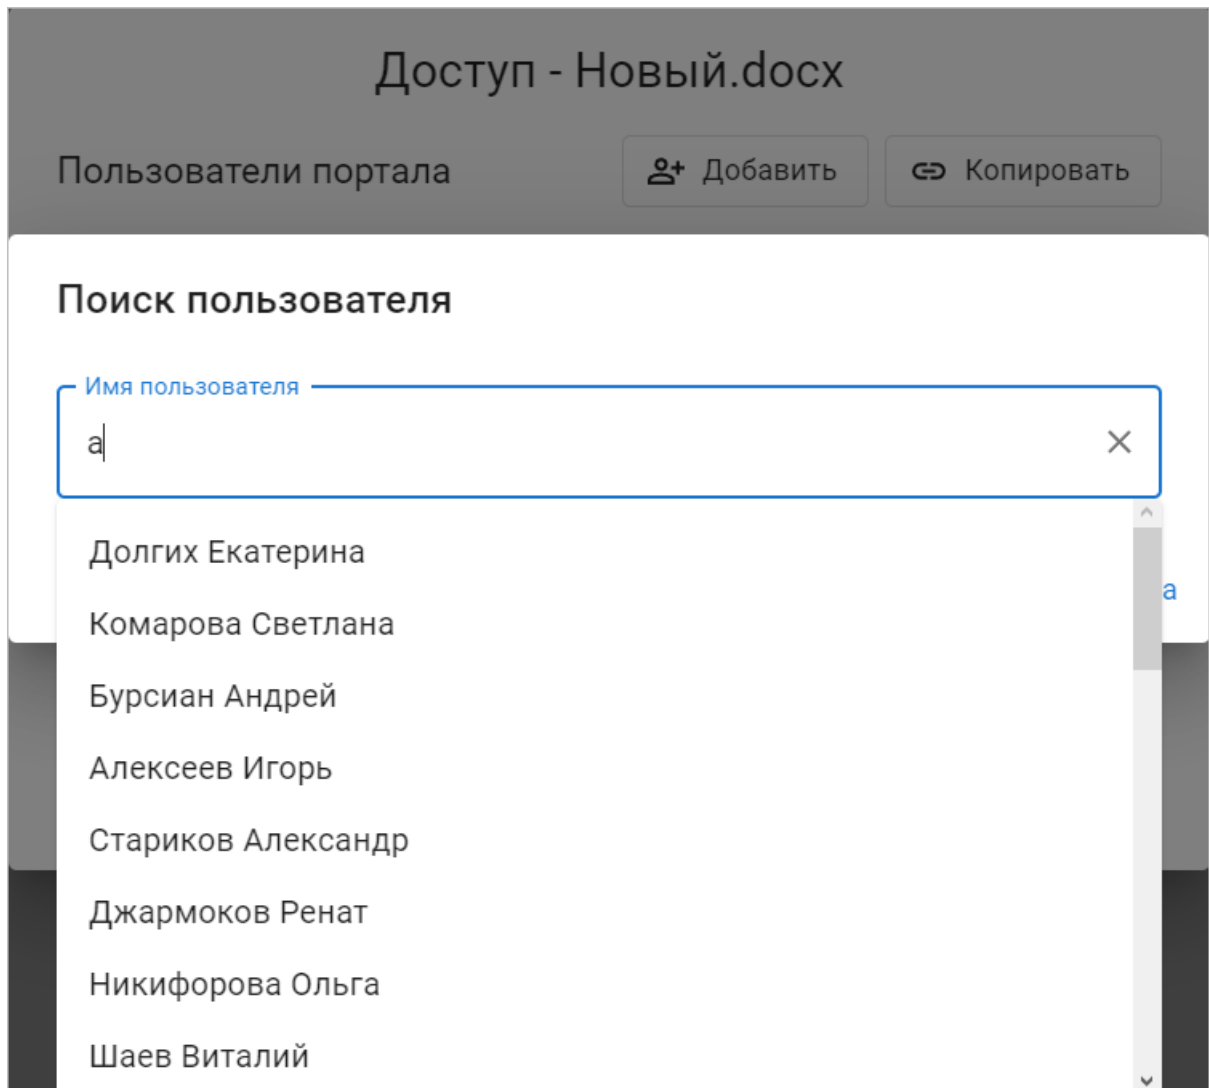 Доступ - Новый.docx
Пользователи портала
Добавить
Копировать
Поиск пользователя
Имя пользователя
а
Долгих Екатерина
а
Комарова Светлана
Бурсиан Андрей
Алексеев Игорь
Стариков Александр
Джармоков Ренат
Никифорова Ольга
Шаев Виталий